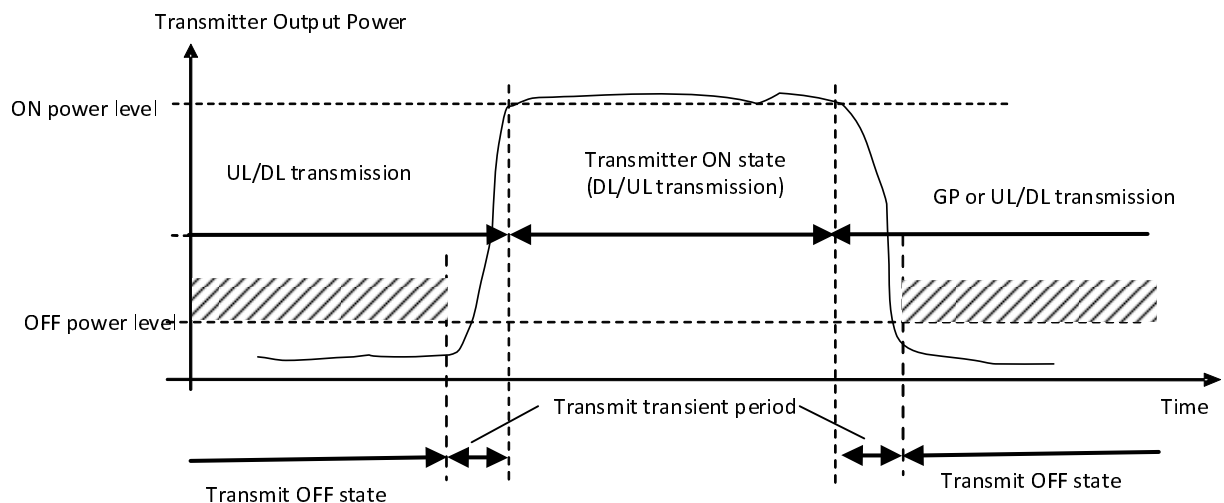 Transmitter Output Power
ON power level
UL/DL transmission
Transmitter ON state
(DL/UL transmission)
GP or UL/DL transmission
OFF power level
Transmit transient period
Time
Transmit OFF state
Transmit OFF state